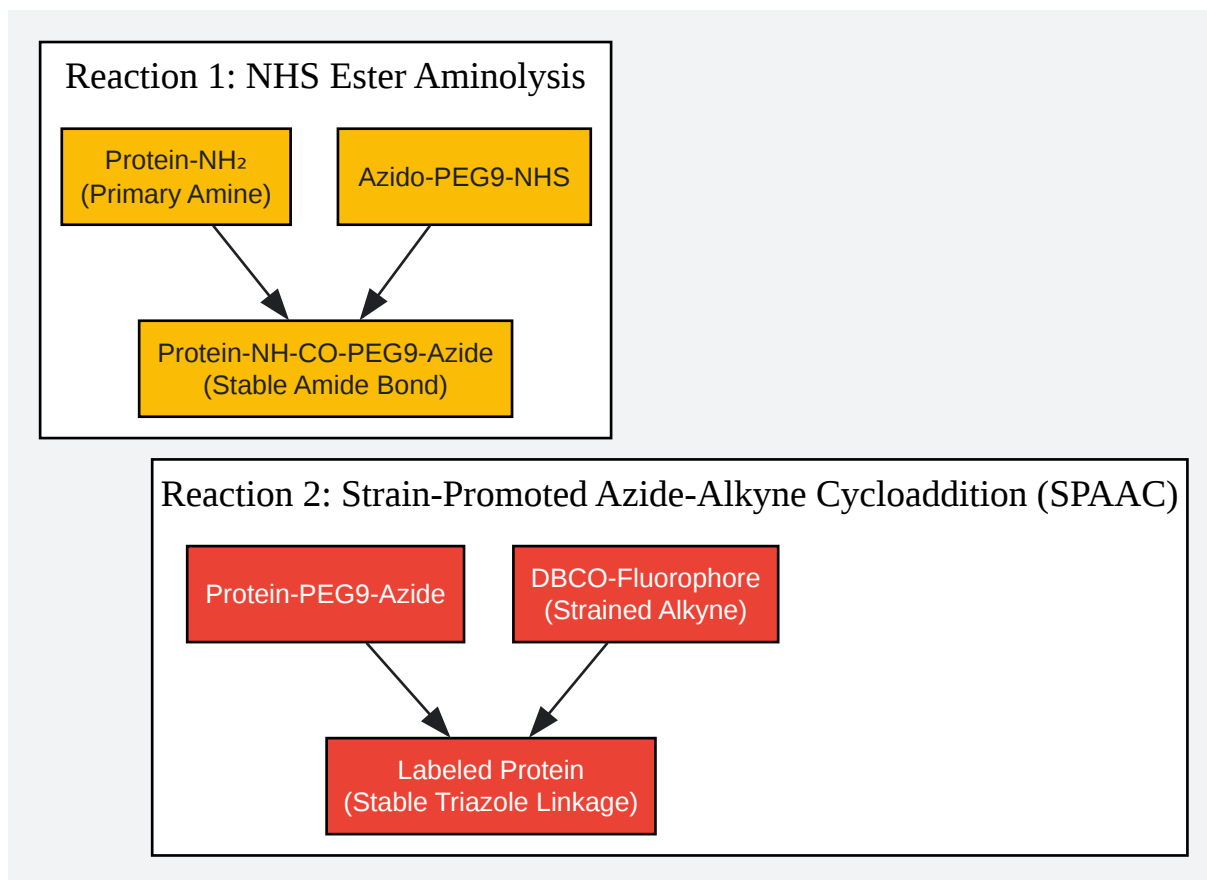 Reaction 1: NHS Ester Aminolysis
Protein-NH₂
(Primary Amine)
Azido-PEG9-NHS
Protein-NH-CO-PEG9-Azide
(Stable Amide Bond)
Reaction 2: Strain-Promoted Azide-Alkyne Cycloaddition (SPAAC)
Protein-PEG9-Azide
DBCO-Fluorophore
(Strained Alkyne)
Labeled Protein
(Stable Triazole Linkage)